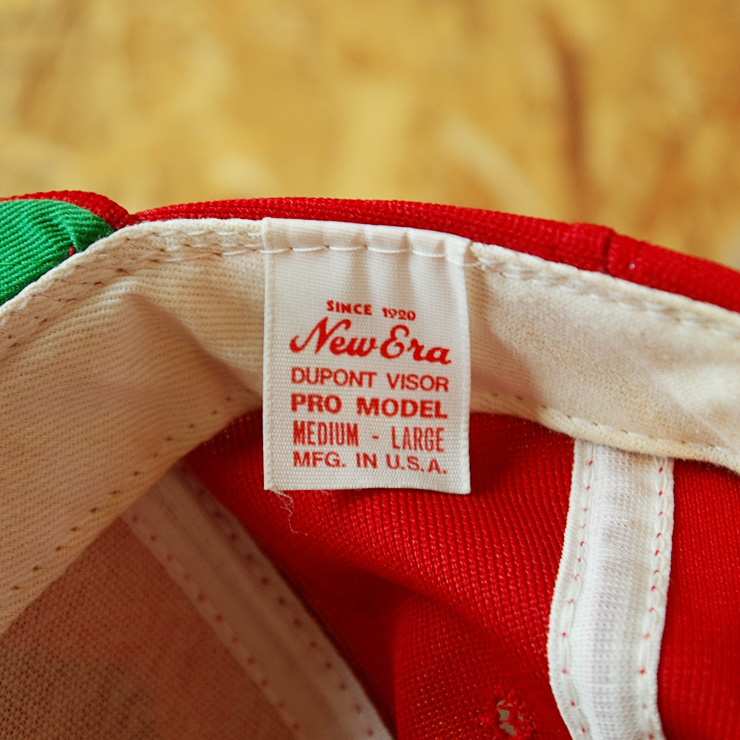 SINCE 1920
New Era
DUPONT VISOR
PRO MODEL
MEDIUM - LARGE
MFG. IN U.S.A.